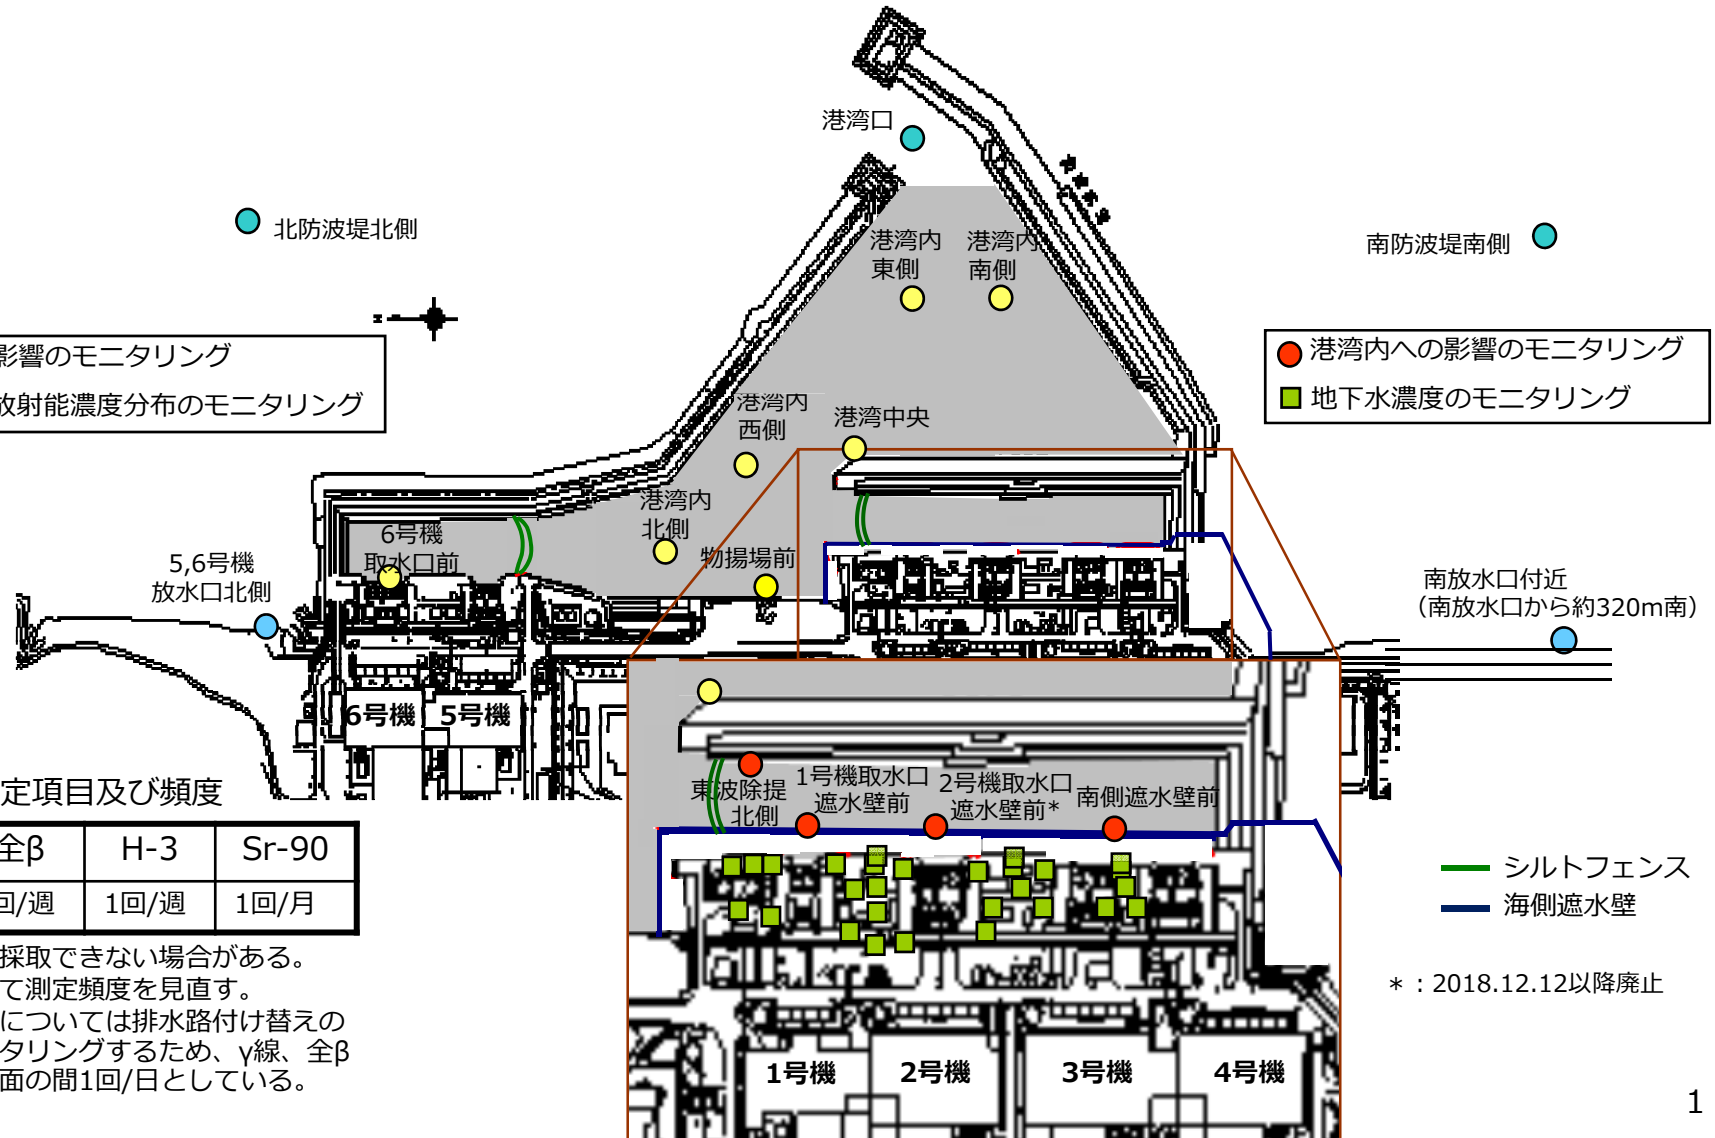 港湾口
北防波堤北側
南防波堤南側
港湾内
東側
港湾内
南側
影響のモニタリング
放射能濃度分布のモニタリング
港湾内への影響のモニタリング
地下水濃度のモニタリング
港湾内
西側
港湾中央
港湾内
北側
物揚場前
6号機
取水口前
5,6号機
放水口北側
南放水口付近
（南放水口から約320m南）
6号機
5号機
定項目及び頻度
全β
H-3
Sr-90
回/週
1回/週
1回/月
採取できない場合がある。
て測定頻度を見直す。
については排水路付け替えの
タリングするため、γ線、全β
面の間1回/日としている。
東波除堤
北側
1号機取水口
遮水壁前
2号機取水口
遮水壁前*
南側遮水壁前
シルトフェンス
海側遮水壁
*：2018.12.12以降廃止
1号機
2号機
3号機
4号機
1